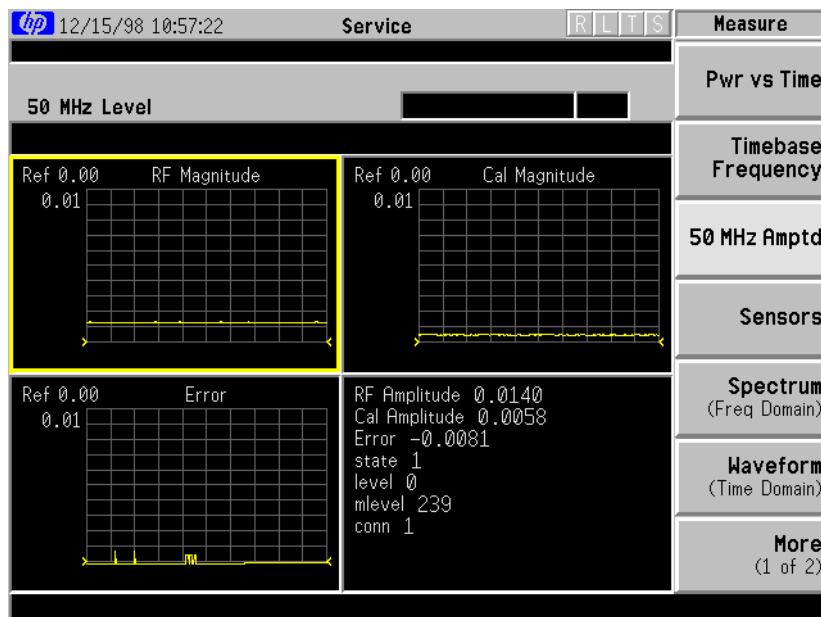 hp 12/15/98 10:57:22 Service R L T S Measure
50 MHz Level
Ref 0.00 RF Magnitude
0.01
Ref 0.00 Cal Magnitude
0.01
Ref 0.00 Error
0.01
RF Amplitude 0.0140
Cal Amplitude 0.0058
Error -0.0081
state 1
level 0
mlevel 239
conn 1
Pwr vs Time
Timebase
Frequency
50 MHz Amptd
Sensors
Spectrum
(Freq Domain)
Waveform
(Time Domain)
More
(1 of 2)